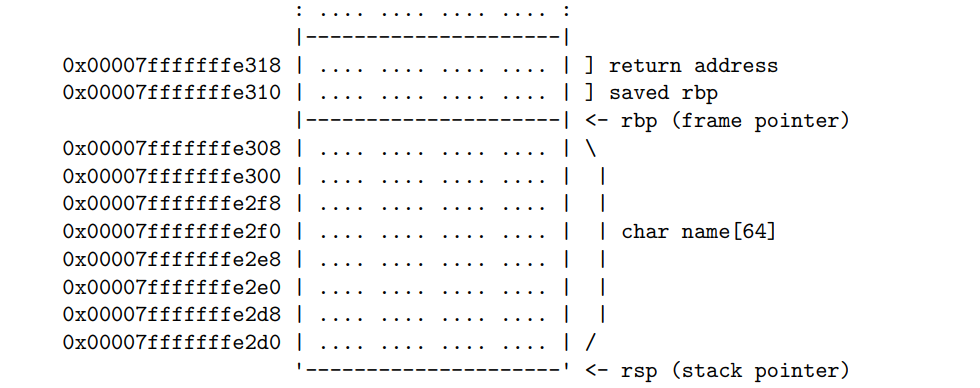 : .... .... .... .... :
|---------------------|
0x00007fffffffe318 | .... .... .... .... | ] return address
0x00007fffffffe310 | .... .... .... .... | ] saved rbp
|---------------------| <- rbp (frame pointer)
0x00007fffffffe308 | .... .... .... .... | \
0x00007fffffffe300 | .... .... .... .... | |
0x00007fffffffe2f8 | .... .... .... .... | |
0x00007fffffffe2f0 | .... .... .... .... | | char name[64]
0x00007fffffffe2e8 | .... .... .... .... | |
0x00007fffffffe2e0 | .... .... .... .... | |
0x00007fffffffe2d8 | .... .... .... .... | |
0x00007fffffffe2d0 | .... .... .... .... | /
'---------------------' <- rsp (stack pointer)